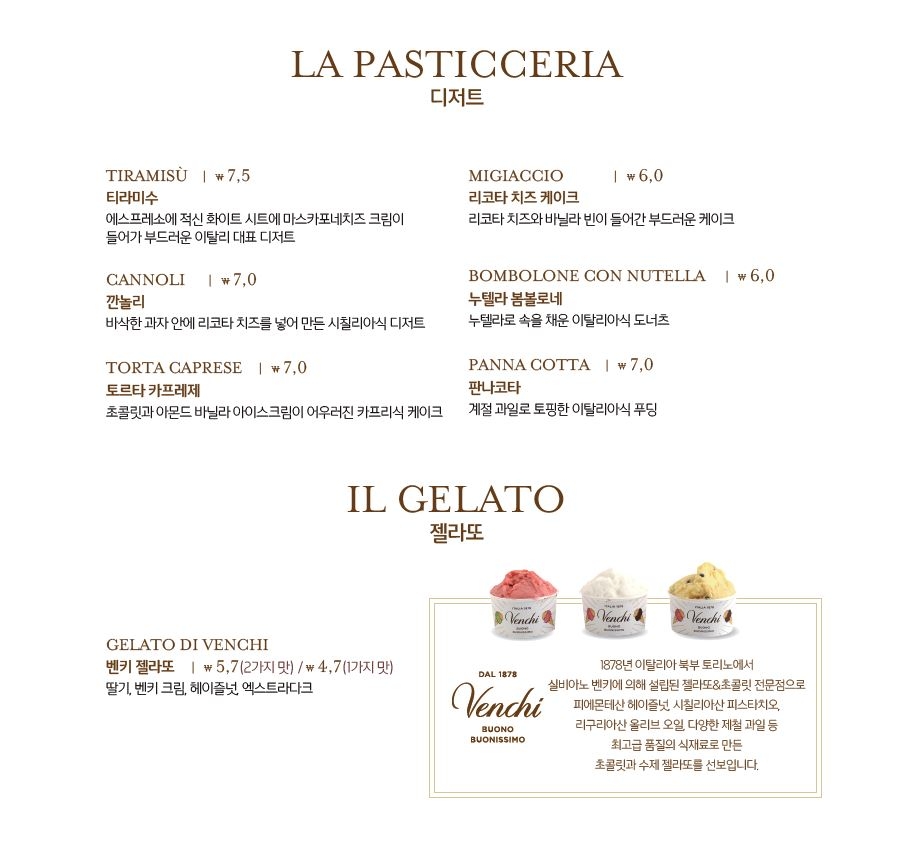 LA PASTICCERIA
디저트
TIRAMISÙ | ₩ 7,5
티라미수
에스프레소에 적신 화이트 시트에 마스카포네치즈 크림이
들어가 부드러운 이탈리 대표 디저트
CANNOLI | ₩ 7,0
깐놀리
바삭한 과자 안에 리코타 치즈를 넣어 만든 시칠리아식 디저트
TORTA CAPRESE | ₩ 7,0
토르타 카프레제
초콜릿과 아몬드 바닐라 아이스크림이 어우러진 카프리식 케이크
MIGIACCIO | ₩ 6,0
리코타 치즈 케이크
리코타 치즈와 바닐라 빈이 들어간 부드러운 케이크
BOMBOLONE CON NUTELLA | ₩ 6,0
누텔라 봄볼로네
누텔라로 속을 채운 이탈리아식 도너츠
PANNA COTTA | ₩ 7,0
판나코타
계절 과일로 토핑한 이탈리아식 푸딩
IL GELATO
젤라또
GELATO DI VENCHI
벤키 젤라또 | ₩ 5,7(2가지 맛) / ₩ 4,7(1가지 맛)
딸기, 벤키 크림, 헤이즐넛, 엑스트라다크
ITALIA 1878
Venchi
BUONO
BUONISSIMO
ITALIA 1878
Venchi
BUONO
BUONISSIMO
ITALIA 1878
Venchi
BUONO
BUONISSIMO
DAL 1878
Venchi
BUONO
BUONISSIMO
1878년 이탈리아 북부 토리노에서
실비아노 벤키에 의해 설립된 젤라또&초콜릿 전문점으로
피에몬테산 헤이즐넛, 시칠리아산 피스타치오,
리구리아산 올리브 오일, 다양한 제철 과일 등
최고급 품질의 식재료로 만든
초콜릿과 수제 젤라또를 선보입니다.